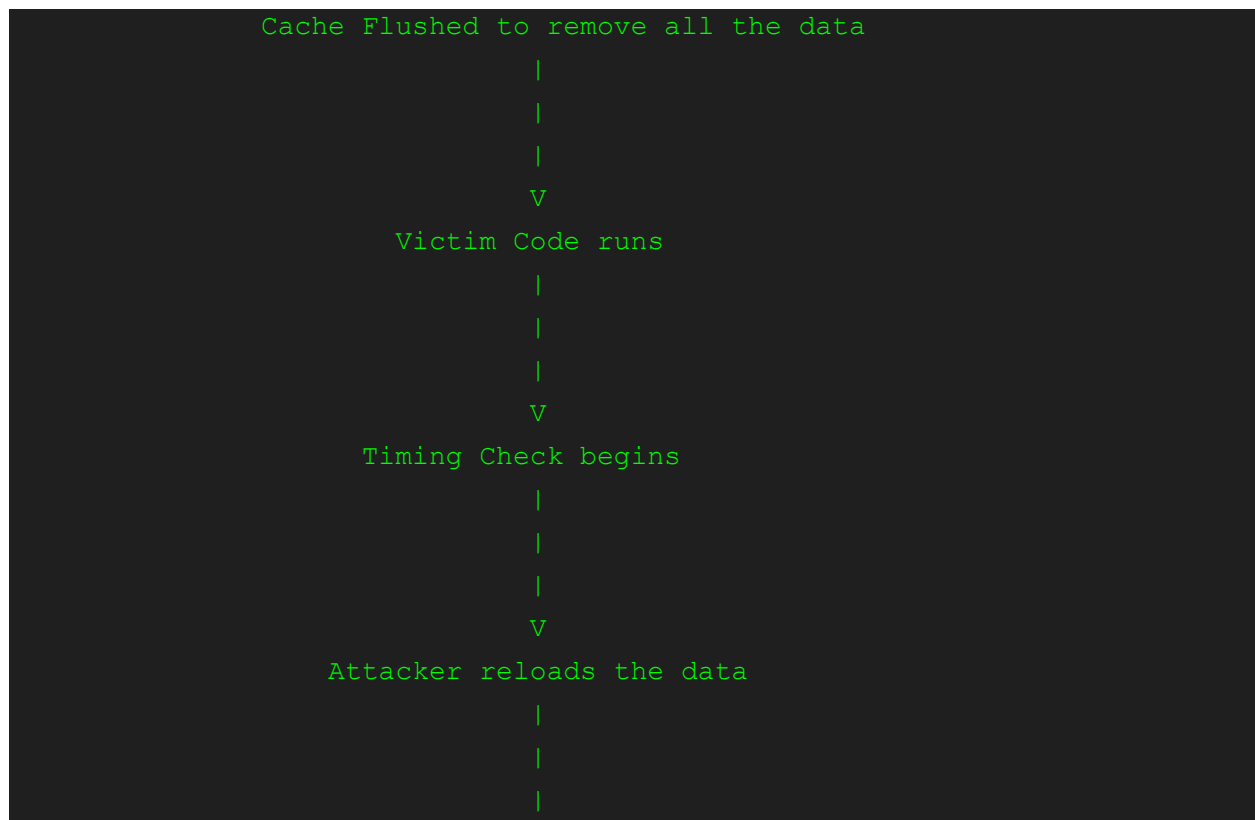 Cache Flushed to remove all the data
|
|
|
V
Victim Code runs
|
|
|
V
Timing Check begins
|
|
|
V
Attacker reloads the data
|
|
|